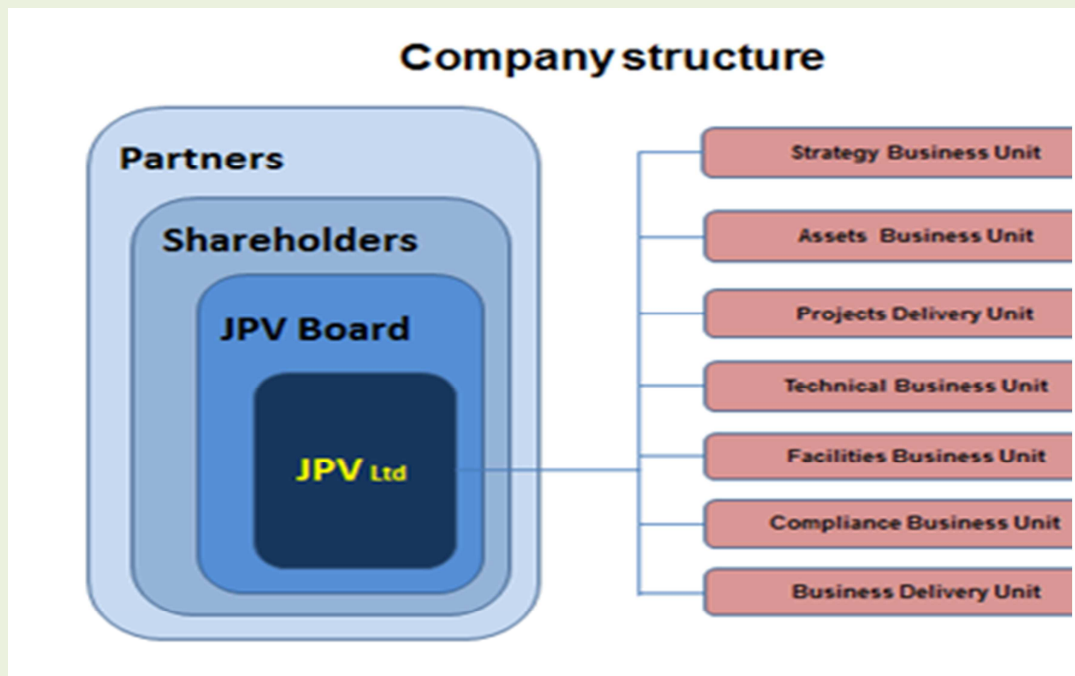 Company structure
Partners
Shareholders
JPV Board
JPV Ltd
Strategy Business Unit
Assets Business Unit
Projects Delivery Unit
Technical Business Unit
Facilities Business Unit
Compliance Business Unit
Business Delivery Unit